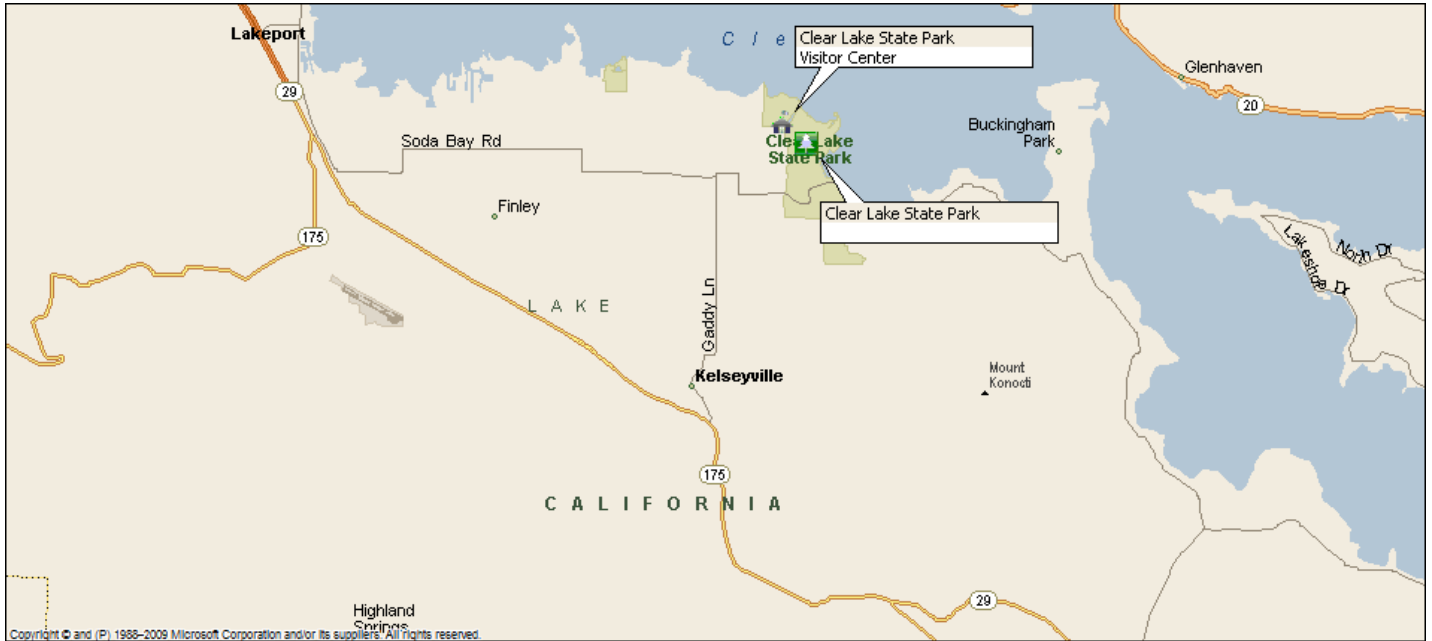 Lakeport
C l e
Clear Lake State Park
Visitor Center
Glenhaven
29
20
Buckingham
Park
Soda Bay Rd
Clear Lake
State Park
Finley
Clear Lake State Park
175
North Dr
Lakeshore Dr
L A K E
Gaddy Ln
Kelseyville
Mount
Konocti
175
C A L I F O R N I A
29
Highland
Springs
Copyright © and (P) 1988–2009 Microsoft Corporation and/or its suppliers. All rights reserved.